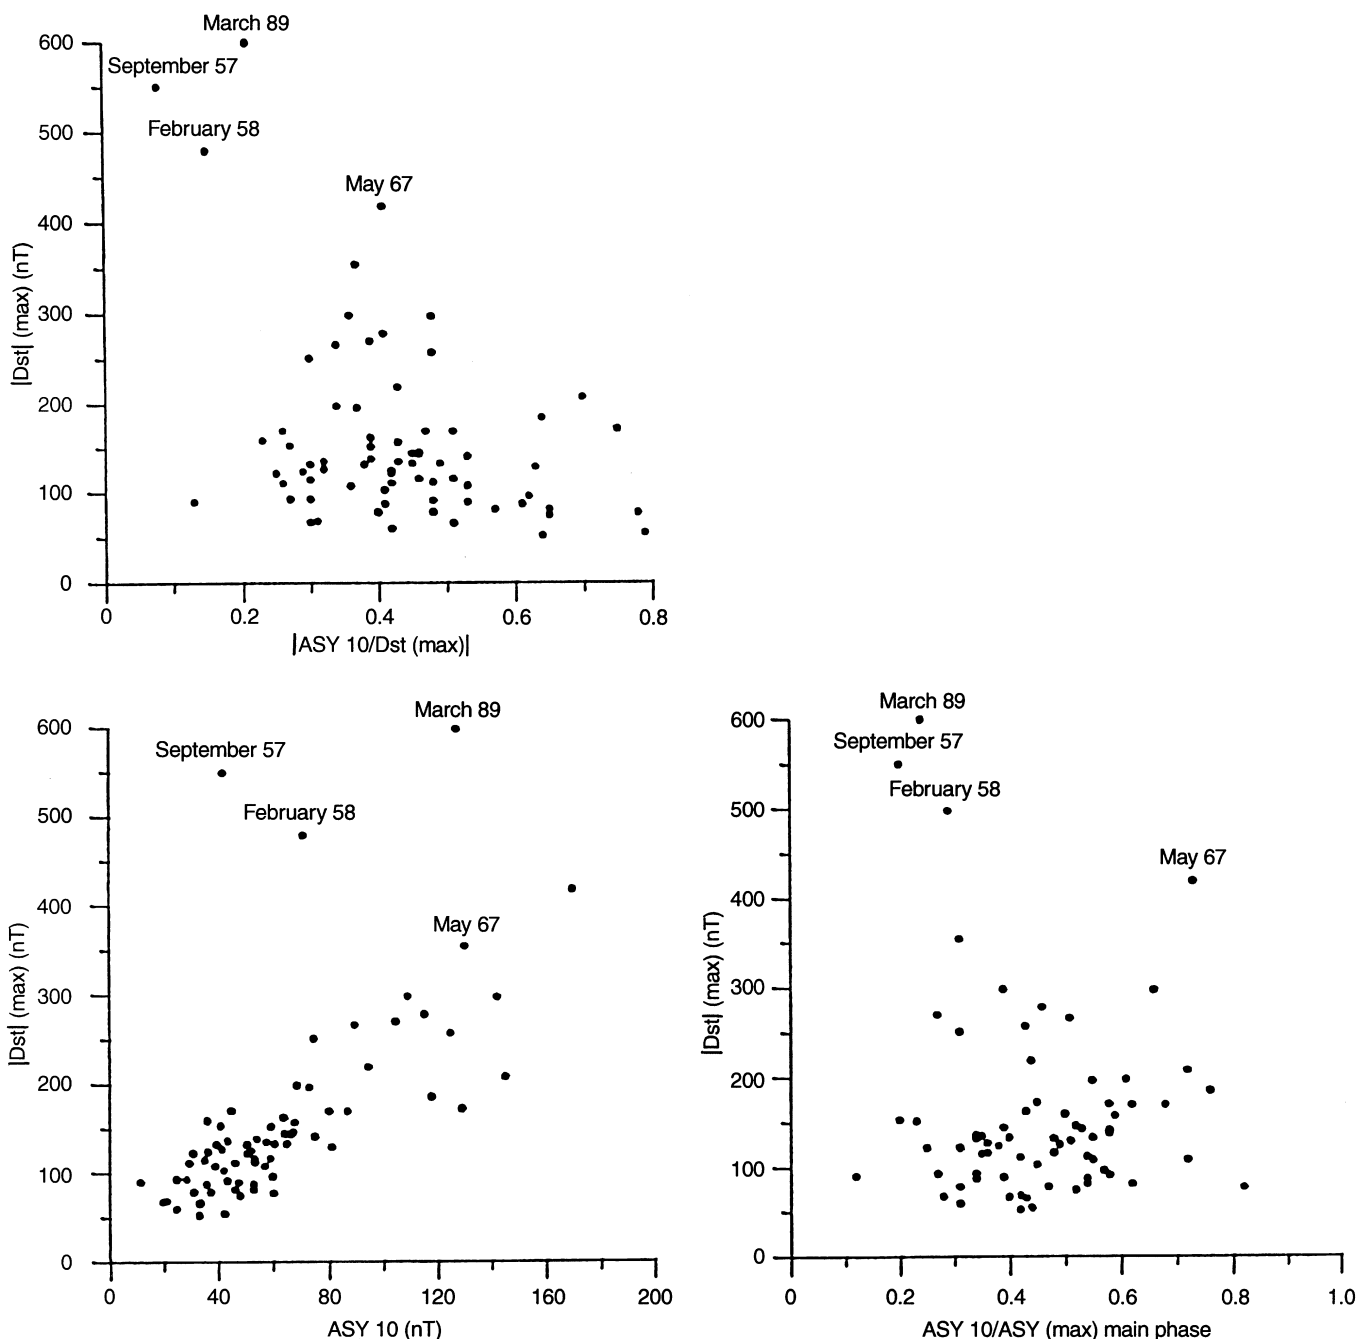 March 89
600
September 57
500
February 58
May 67
400
300
200
100
0
|Dst| (max) (nT)
0 0.2 0.4 0.6 0.8
|ASY 10/Dst (max)|
March 89
600
September 57
500
February 58
400
May 67
300
200
100
0
|Dst| (max) (nT)
0 40 80 120 160 200
ASY 10 (nT)
March 89
600
September 57
February 58
500
May 67
400
300
200
100
0
|Dst| (max) (nT)
0 0.2 0.4 0.6 0.8 1.0
ASY 10/ASY (max) main phase